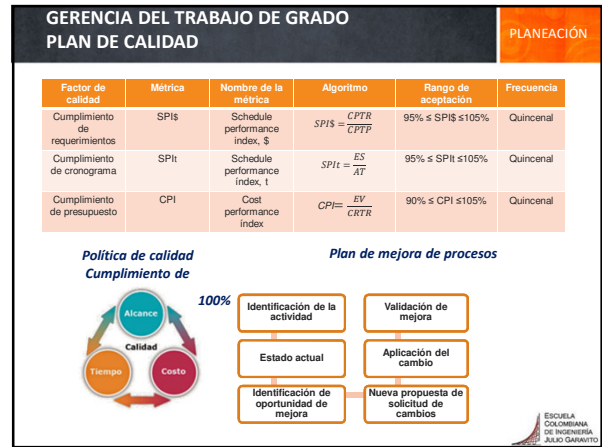 GERENCIA DEL TRABAJO DE GRADO
PLAN DE CALIDAD
PLANEACIÓN
Factor de calidad Métrica Nombre de la métrica Algoritmo Rango de aceptación Frecuencia
Cumplimiento de requerimientos SPI$ Schedule performance index, $ SPI$ = CPTR/CPTP 95% ≤ SPI$ ≤105% Quincenal
Cumplimiento de cronograma SPIt Schedule performance índex, t SPIt = ES/AT 95% ≤ SPIt ≤105% Quincenal
Cumplimiento de presupuesto CPI Cost performance índex CPI= EV/CRTR 90% ≤ CPI ≤105% Quincenal
Política de calidad
Cumplimiento de
100%
Alcance
Calidad
Tiempo
Costo
Plan de mejora de procesos
Identificación de la actividad
Estado actual
Identificación de oportunidad de mejora
Nueva propuesta de solicitud de cambios
Aplicación del cambio
Validación de mejora
ESCUELA
COLOMBIANA
DE INGENIERÍA
JULIO GARAVITO